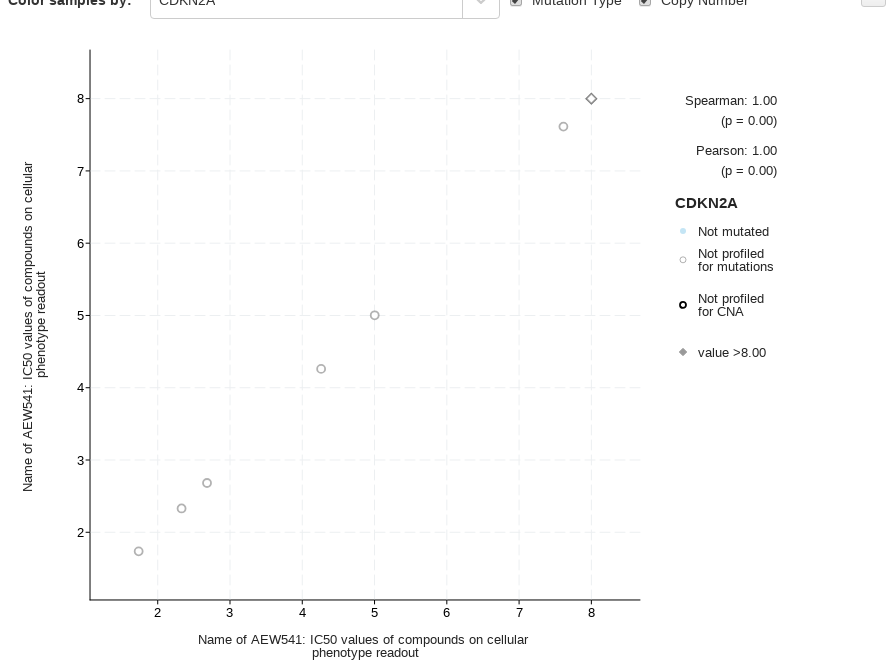 Color samples by:
CDKN2A
Mutation Type
Copy Number
8
7
6
5
4
3
2
Name of AEW541: IC50 values of compounds on cellular
phenotype readout
2 3 4 5 6 7 8
Name of AEW541: IC50 values of compounds on cellular
phenotype readout
Spearman: 1.00
(p = 0.00)
Pearson: 1.00
(p = 0.00)
CDKN2A
Not mutated
Not profiled
for mutations
Not profiled
for CNA
value >8.00